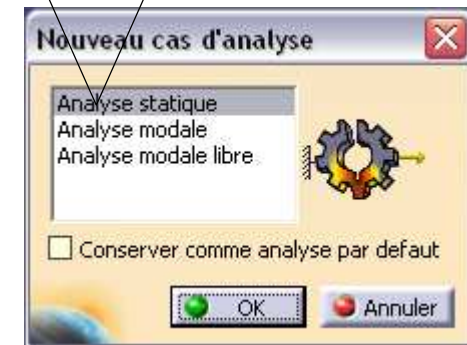 Nouveau cas d'analyse
Analyse statique
Analyse modale
Analyse modale libre
Conserver comme analyse par defaut
OK
Annuler